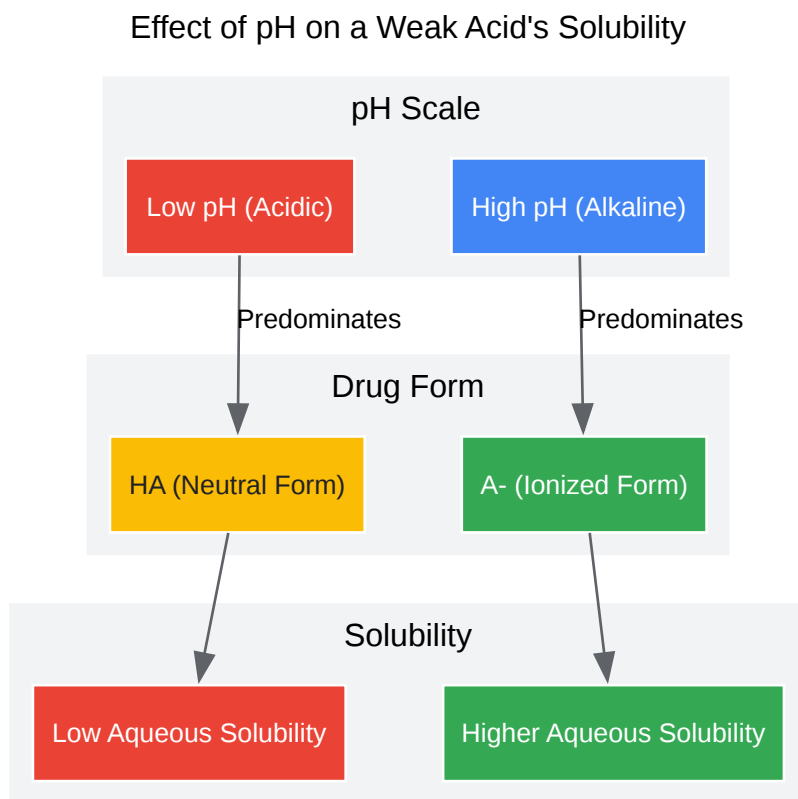 Effect of pH on a Weak Acid's Solubility
pH Scale
Low pH (Acidic)
High pH (Alkaline)
Predominates
Predominates
Drug Form
HA (Neutral Form)
A- (Ionized Form)
Solubility
Low Aqueous Solubility
Higher Aqueous Solubility